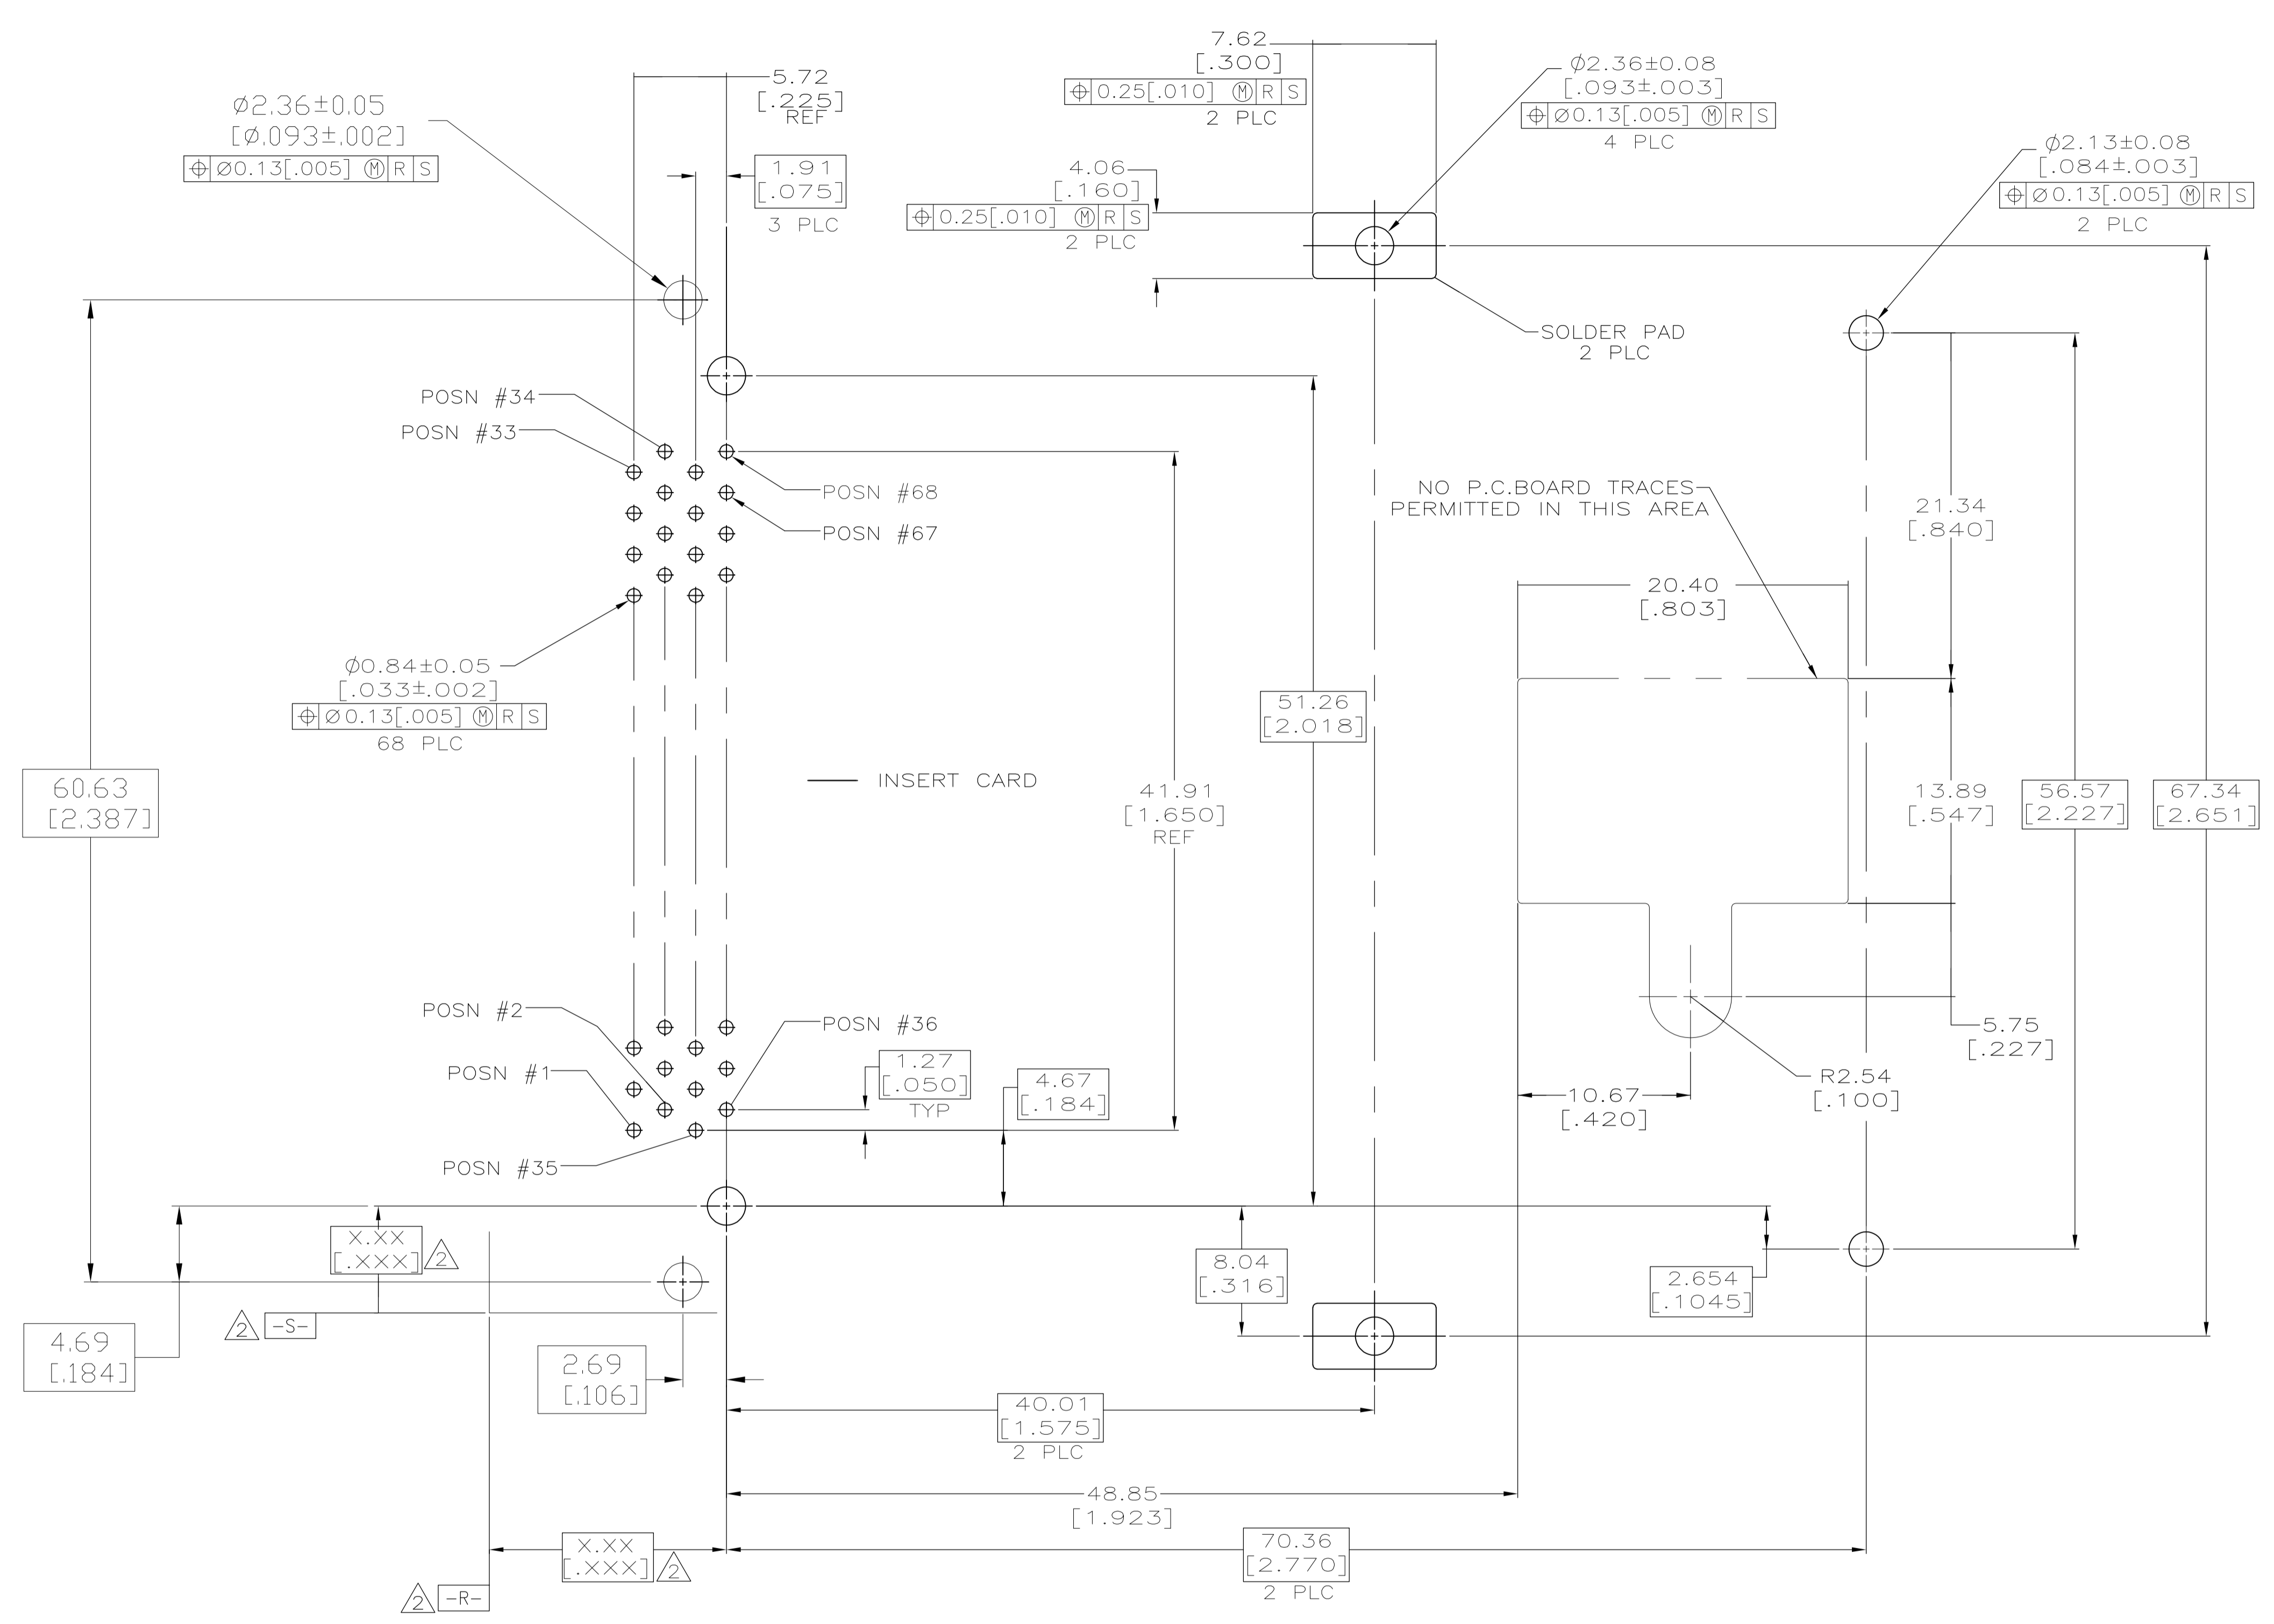 7.62
[.300]
⌖ 0.25[.010] Ⓜ R S
2 PLC
⌀2.36±0.08
[.093±.003]
⌖ ⌀0.13[.005] Ⓜ R S
4 PLC
5.72
[.225]
REF
⌀2.36±0.05
[⌀.093±.002]
⌖ ⌀0.13[.005] Ⓜ R S
⌀2.13±0.08
[.084±.003]
⌖ ⌀0.13[.005] Ⓜ R S
2 PLC
1.91
[.075]
3 PLC
4.06
[.160]
⌖ 0.25[.010] Ⓜ R S
2 PLC
SOLDER PAD
2 PLC
POSN #34
POSN #33
POSN #68
POSN #67
NO P.C.BOARD TRACES
PERMITTED IN THIS AREA
21.34
[.840]
20.40
[.803]
⌀0.84±0.05
[.033±.002]
⌖ ⌀0.13[.005] Ⓜ R S
68 PLC
51.26
[2.018]
60.63
[2.387]
INSERT CARD
41.91
[1.650]
REF
13.89
[.547]
56.57
[2.227]
67.34
[2.651]
POSN #2
POSN #36
POSN #1
1.27
[.050]
TYP
4.67
[.184]
5.75
[.227]
R2.54
[.100]
10.67
[.420]
POSN #35
X.XX
[.XXX]
2
8.04
[.316]
2.654
[.1045]
2
-S-
4.69
[.184]
2.69
[.106]
40.01
[1.575]
2 PLC
48.85
[1.923]
X.XX
[.XXX]
2
70.36
[2.770]
2 PLC
2
-R-